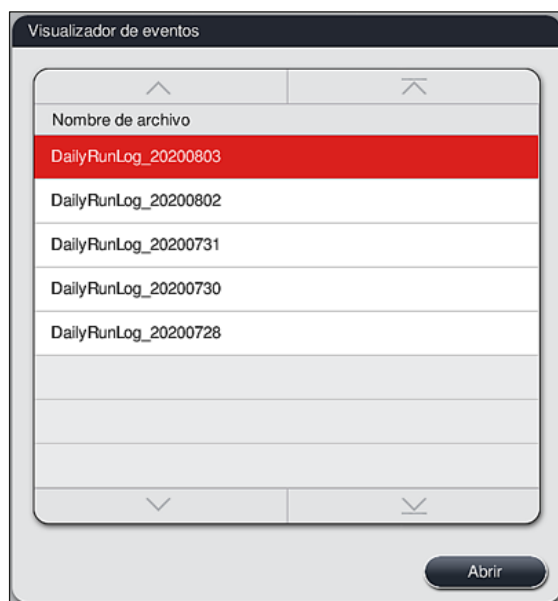 Visualizador de eventos
Nombre de archivo
DailyRunLog_20200803
DailyRunLog_20200802
DailyRunLog_20200731
DailyRunLog_20200730
DailyRunLog_20200728
Abrir